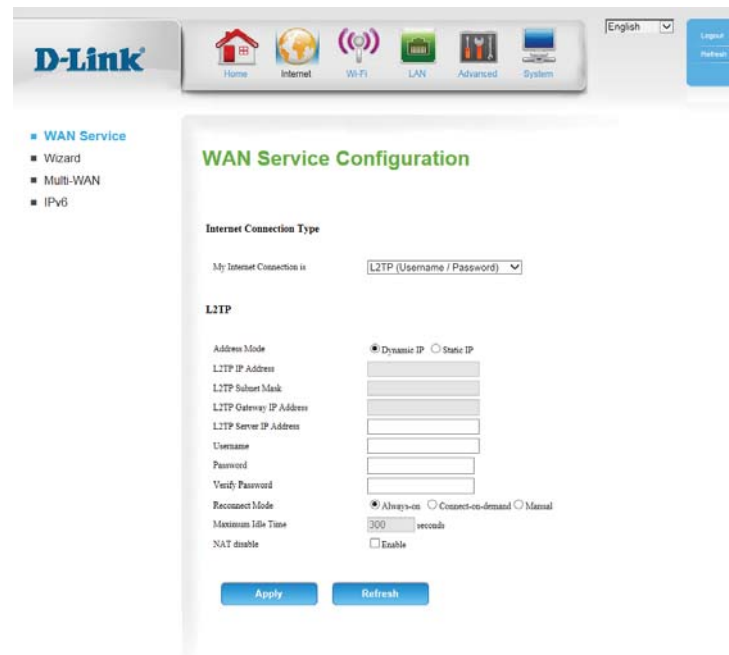 D-Link
Home Internet Wi-Fi LAN Advanced System
English
Logout
Refresh
WAN Service
Wizard
Multi-WAN
IPv6
WAN Service Configuration
Internet Connection Type
My Internet Connection is L2TP (Username / Password)
L2TP
Address Mode Dynamic IP Static IP
L2TP IP Address
L2TP Subnet Mask
L2TP Gateway IP Address
L2TP Server IP Address
Username
Password
Verify Password
Reconnect Mode Always-on Connect-on-demand Manual
Maximum Idle Time 300 seconds
NAT disable Enable
Apply Refresh